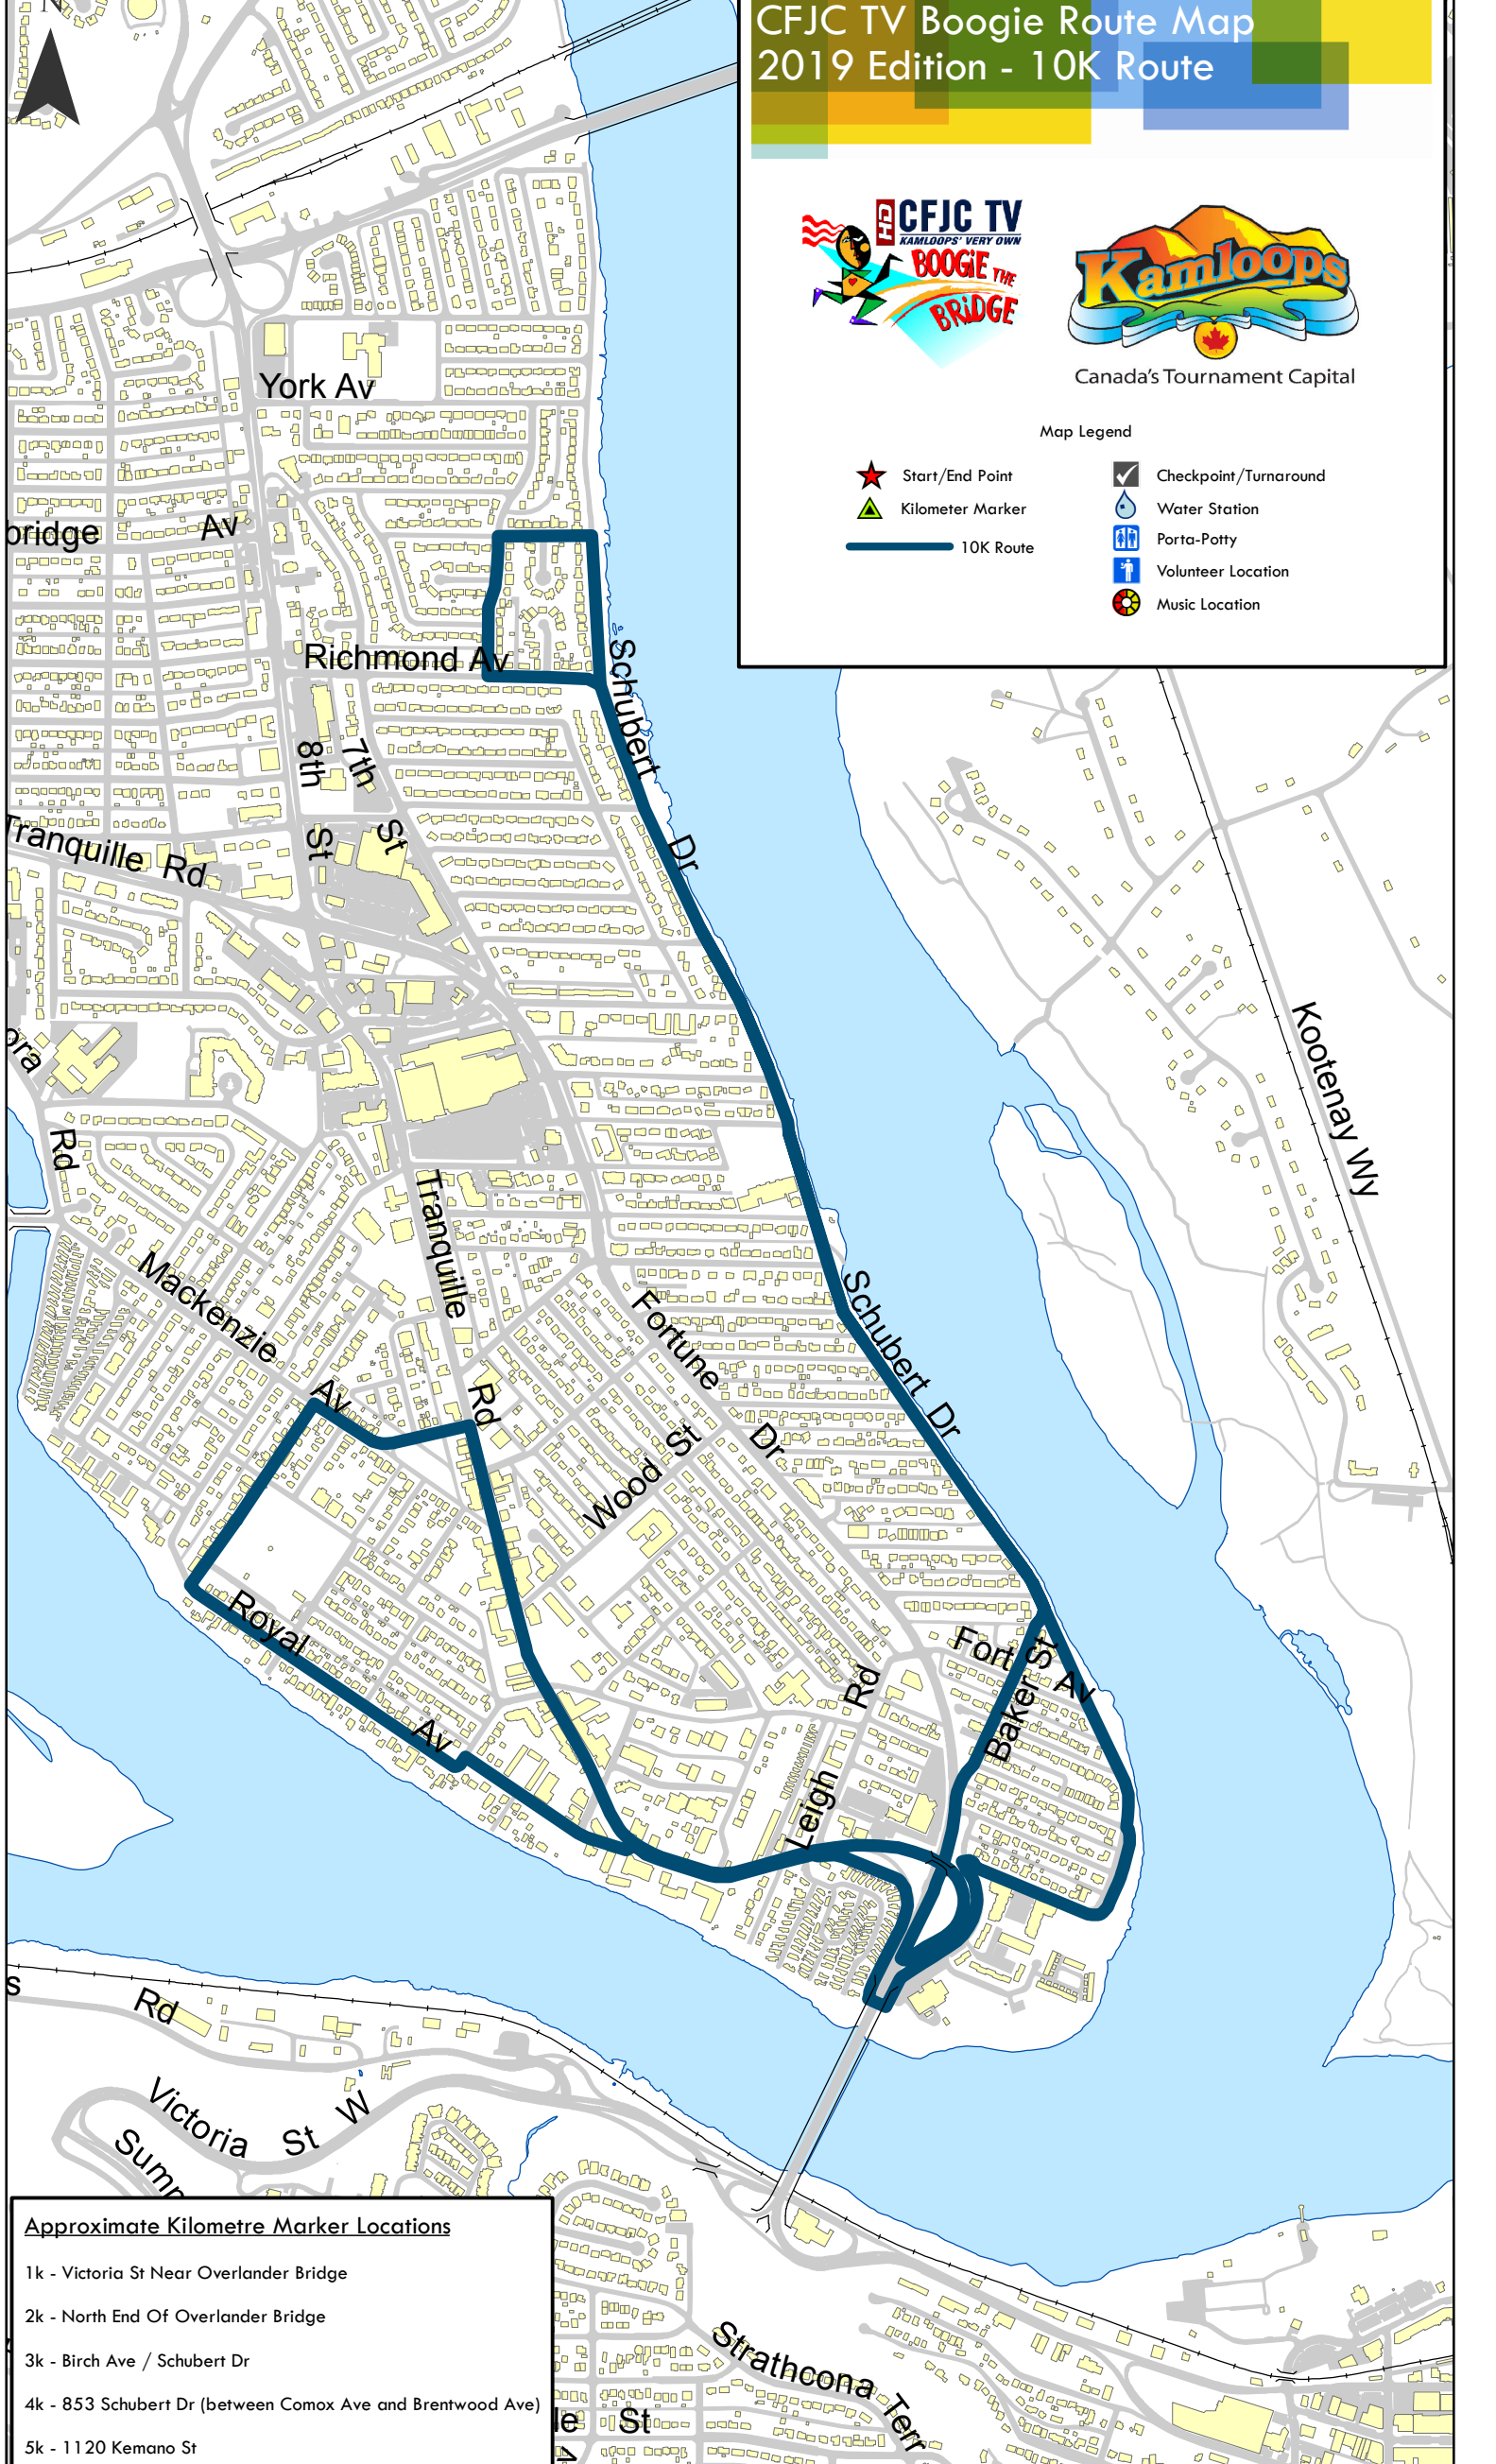 N
CFJC TV Boogie Route Map
2019 Edition - 10K Route
HD CFJC TV
KAMLOOPS' VERY OWN
BOOGiE THE
BRiDGE
Kamloops
Canada's Tournament Capital
Map Legend
Start/End Point
Kilometer Marker
10K Route
Checkpoint/Turnaround
Water Station
Porta-Potty
Volunteer Location
Music Location
York Av
bridge Av
Richmond Av
Schubert Dr
8th St
7th St
Tranquille Rd
ora Rd
Kootenay Wy
Tranquille Rd
Mackenzie Av
Fortune Dr
Schubert Dr
Wood St
Royal Av
Fort Av
Baker St
Leigh Rd
s Rd
Victoria St W
Summ
Strathcona Terr
le St
Approximate Kilometre Marker Locations
1k - Victoria St Near Overlander Bridge
2k - North End Of Overlander Bridge
3k - Birch Ave / Schubert Dr
4k - 853 Schubert Dr (between Comox Ave and Brentwood Ave)
5k - 1120 Kemano St